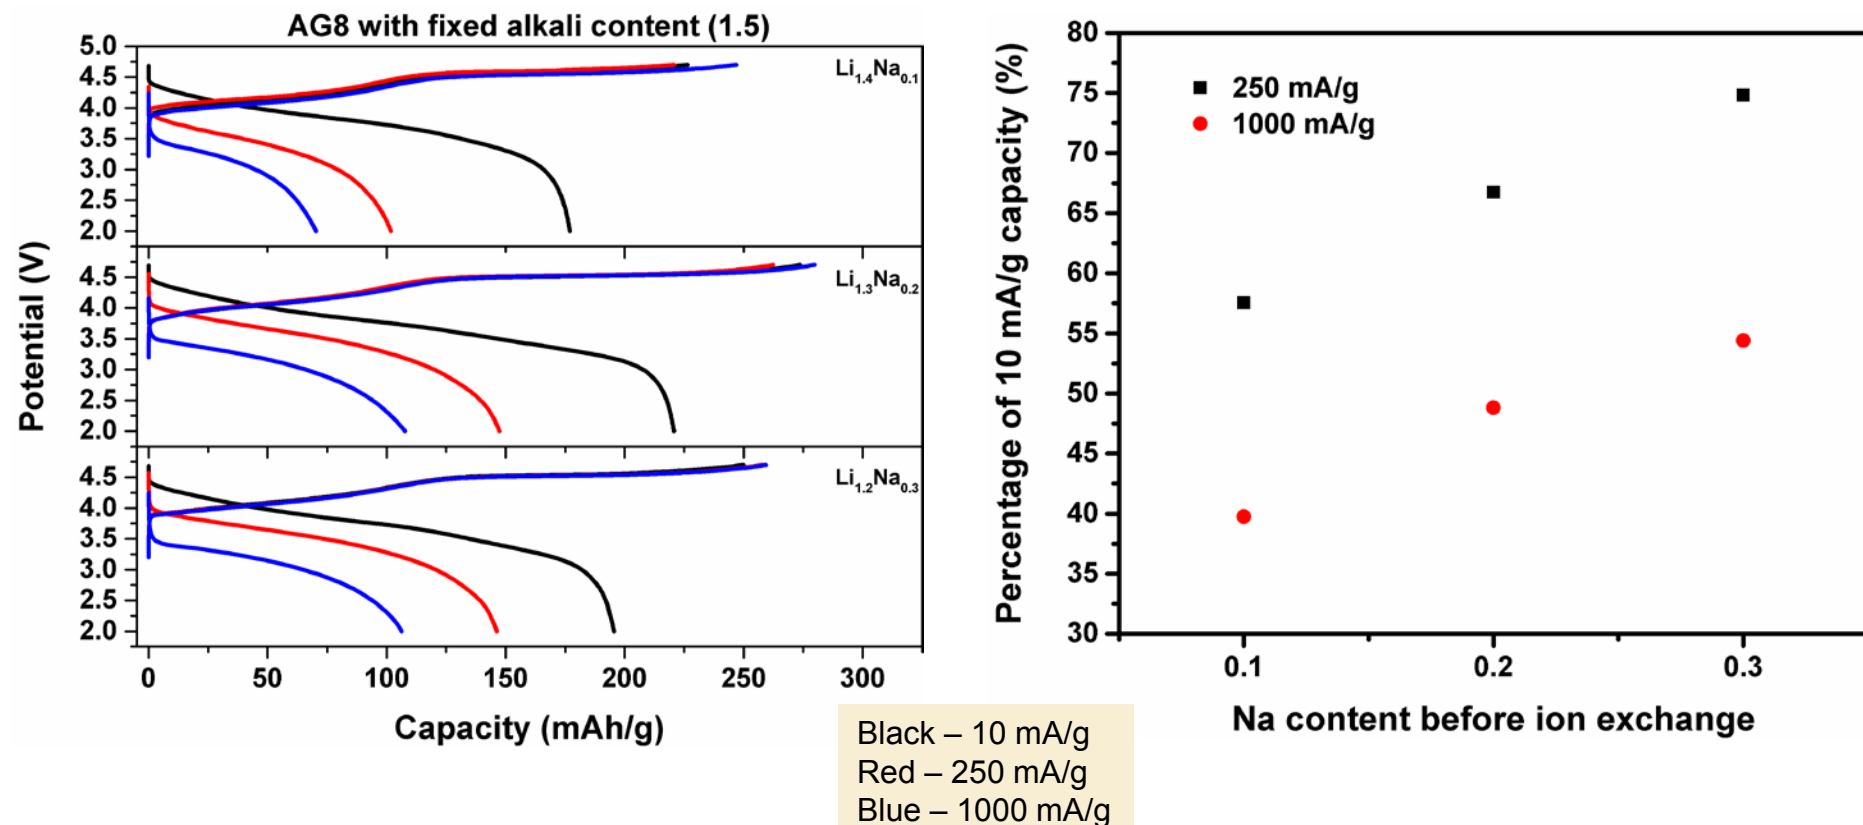 AG8 with fixed alkali content (1.5)
Potential (V)
5.0
4.5
4.0
3.5
3.0
2.5
2.0
Li1.4Na0.1
4.5
4.0
3.5
3.0
2.5
2.0
Li1.3Na0.2
4.5
4.0
3.5
3.0
2.5
2.0
Li1.2Na0.3
0 50 100 150 200 250 300
Capacity (mAh/g)
Black – 10 mA/g
Red – 250 mA/g
Blue – 1000 mA/g
Percentage of 10 mA/g capacity (%)
80
75
70
65
60
55
50
45
40
35
30
250 mA/g
1000 mA/g
0.1 0.2 0.3
Na content before ion exchange